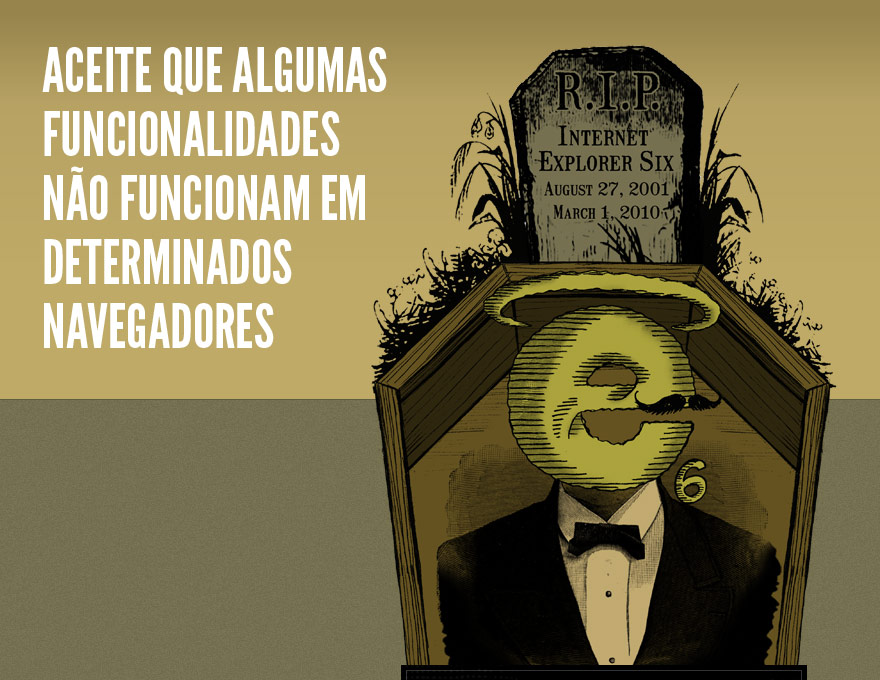 ACEITE QUE ALGUMAS
FUNCIONALIDADES
NÃO FUNCIONAM EM
DETERMINADOS
NAVEGADORES
R.I.P.
INTERNET
EXPLORER SIX
AUGUST 27, 2001
MARCH 1, 2010
e
6